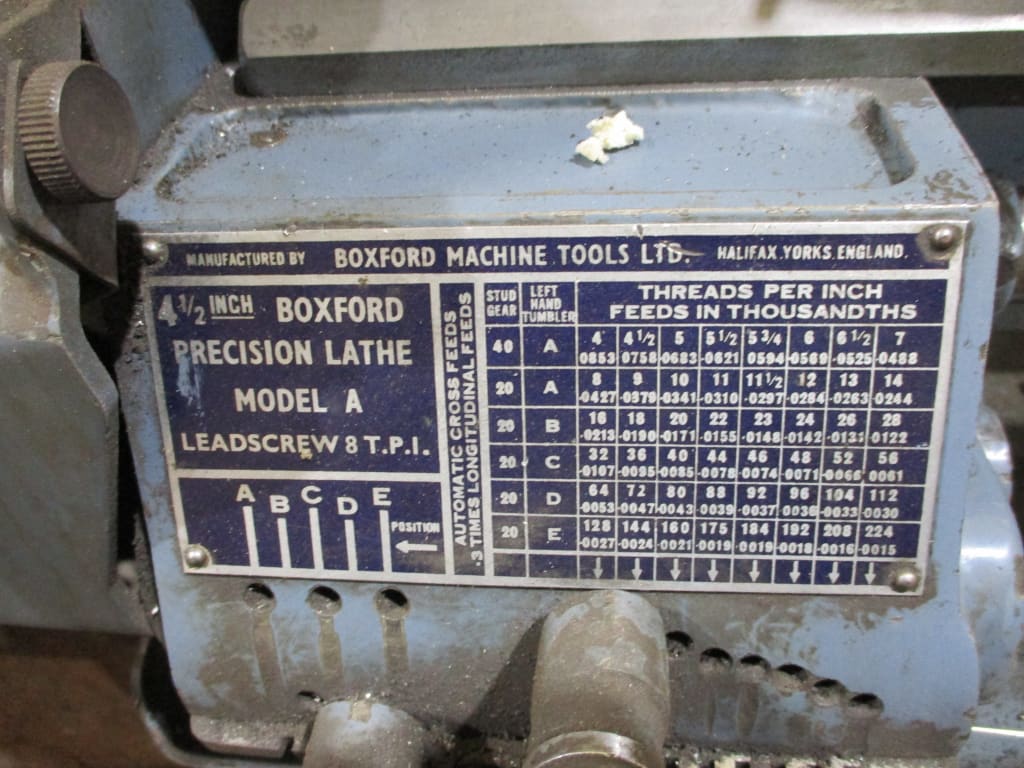 MANUFACTURED BY BOXFORD MACHINE TOOLS LTD. HALIFAX.YORKS.ENGLAND.
4 1/2 INCH BOXFORD
PRECISION LATHE
MODEL A
LEADSCREW 8 T.P.I.
A B C D E
POSITION
AUTOMATIC CROSS FEEDS
.3 TIMES LONGITUDINAL FEEDS
STUD GEAR LEFT HAND TUMBLER
THREADS PER INCH
FEEDS IN THOUSANDTHS
40 A 4 4 1/2 5 5 1/2 5 3/4 6 6 1/2 7
.0853 .0758 .0683 .0621 .0594 .0569 .0525 .0488
20 A 8 9 10 11 11 1/2 12 13 14
.0427 .0379 .0341 .0310 .0297 .0284 .0263 .0244
20 B 16 18 20 22 23 24 26 28
.0213 .0190 .0171 .0155 .0148 .0142 .0131 .0122
20 C 32 36 40 44 46 48 52 56
.0107 .0095 .0085 .0078 .0074 .0071 .0066 .0061
20 D 64 72 80 88 92 96 104 112
.0053 .0047 .0043 .0039 .0037 .0036 .0033 .0030
20 E 128 144 160 175 184 192 208 224
.0027 .0024 .0021 .0019 .0019 .0018 .0016 .0015